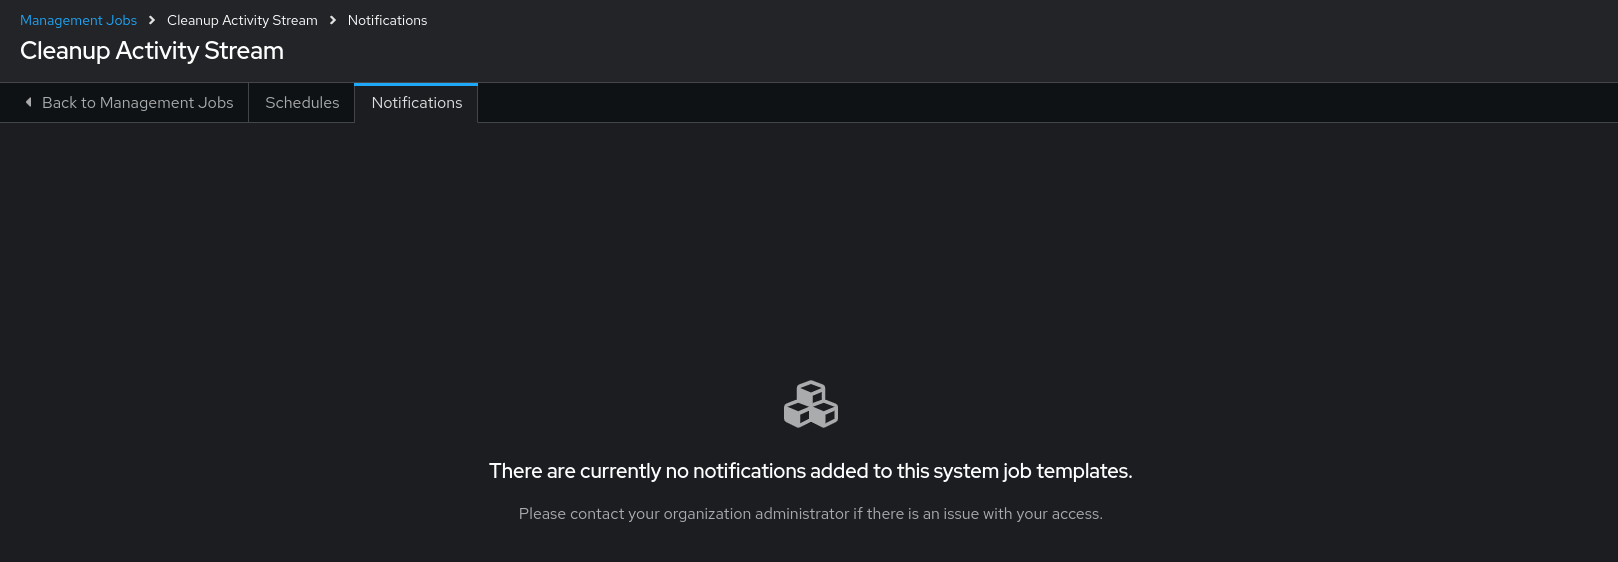 Management Jobs > Cleanup Activity Stream > Notifications
Cleanup Activity Stream
Back to Management Jobs Schedules Notifications
There are currently no notifications added to this system job templates.
Please contact your organization administrator if there is an issue with your access.